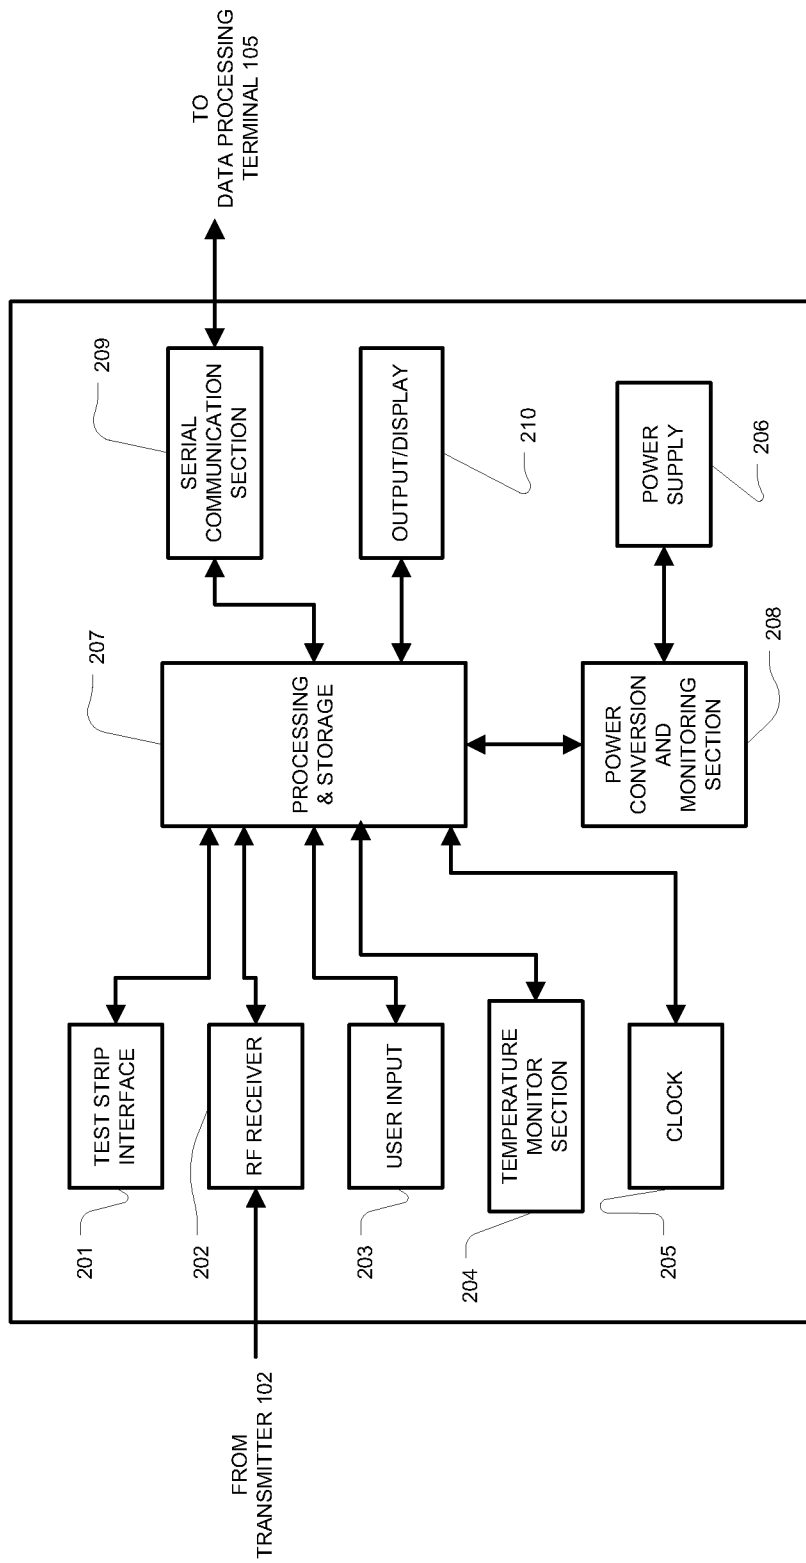 FROM
TRANSMITTER 102
201
TEST STRIP
INTERFACE
202
RF RECEIVER
203
USER INPUT
204
TEMPERATURE
MONITOR
SECTION
205
CLOCK
207
PROCESSING
& STORAGE
208
POWER
CONVERSION
AND
MONITORING
SECTION
209
SERIAL
COMMUNICATION
SECTION
OUTPUT/DISPLAY
210
POWER
SUPPLY
206
TO
DATA PROCESSING
TERMINAL 105